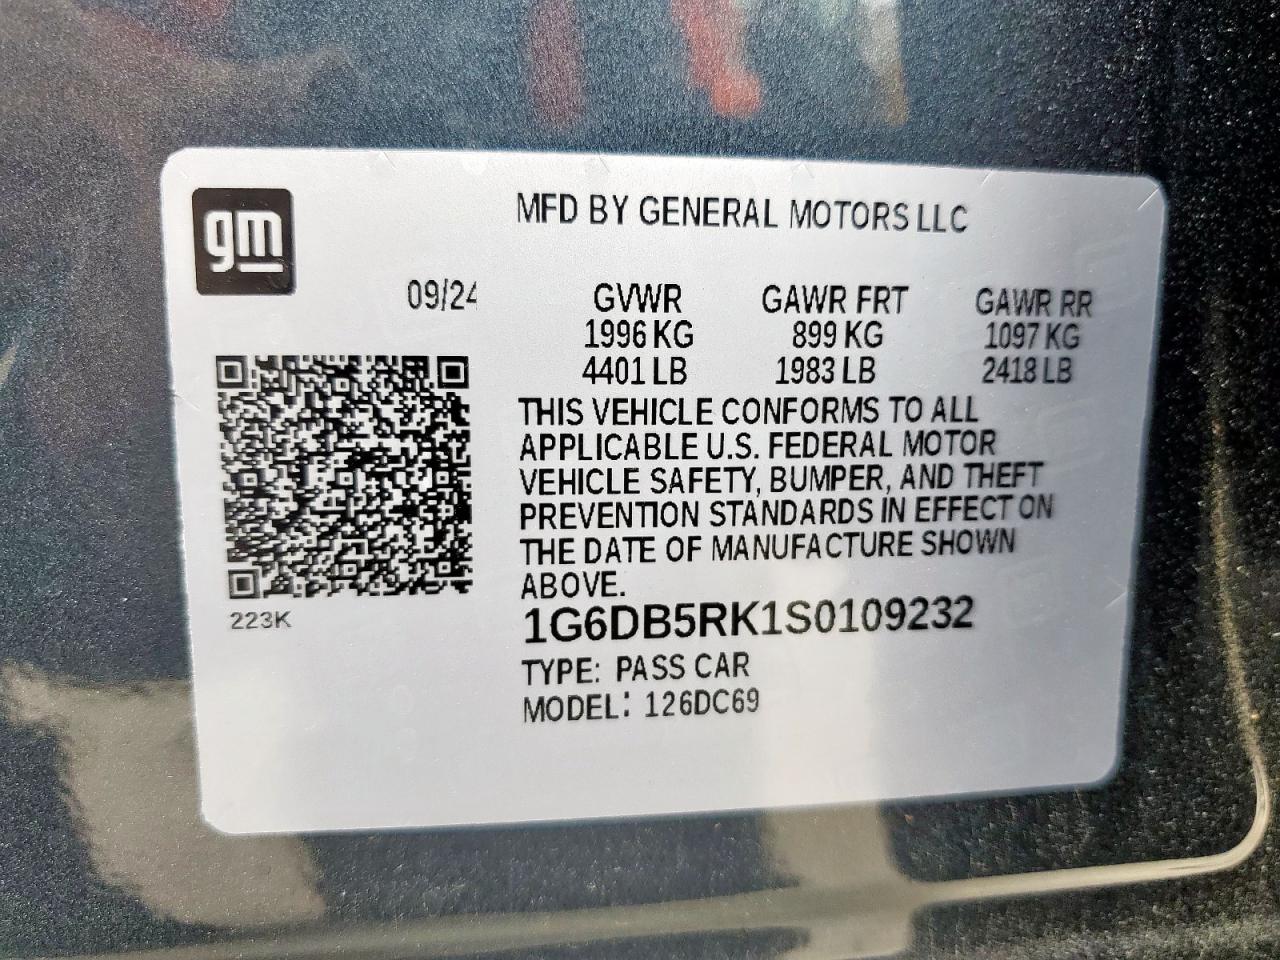 gm
MFD BY GENERAL MOTORS LLC
09/24
GVWR GAWR FRT GAWR RR
1996 KG 899 KG 1097 KG
4401 LB 1983 LB 2418 LB
THIS VEHICLE CONFORMS TO ALL
APPLICABLE U.S. FEDERAL MOTOR
VEHICLE SAFETY, BUMPER, AND THEFT
PREVENTION STANDARDS IN EFFECT ON
THE DATE OF MANUFACTURE SHOWN
ABOVE.
223K
1G6DB5RK1S0109232
TYPE: PASS CAR
MODEL: 126DC69